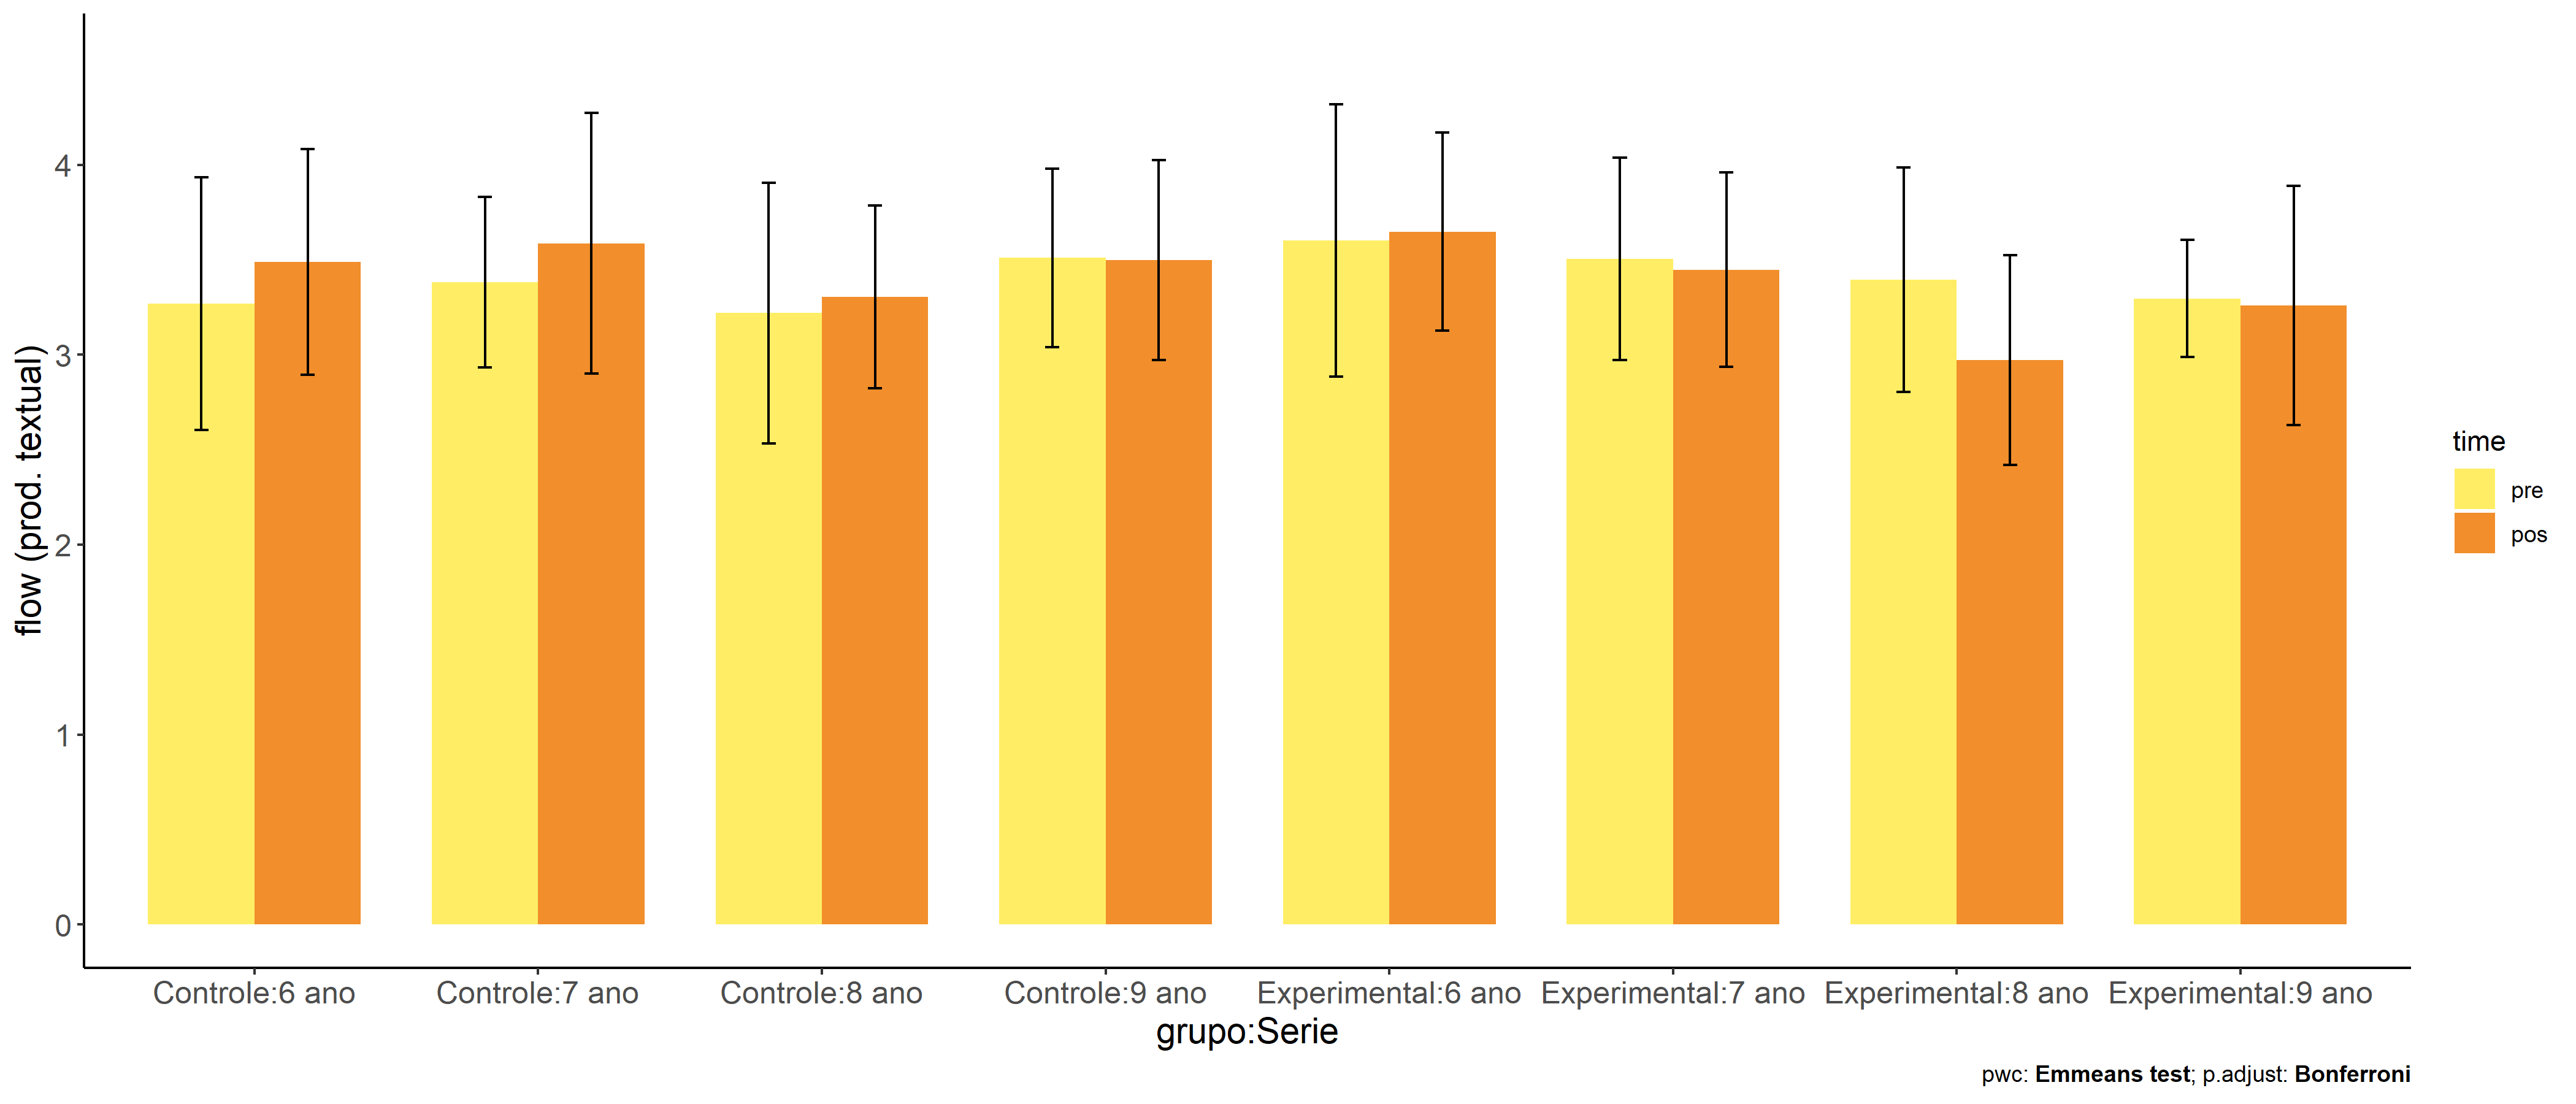 flow (prod. textual)
4
3
2
1
0
Controle:6 ano
Controle:7 ano
Controle:8 ano
Controle:9 ano
Experimental:6 ano
Experimental:7 ano
Experimental:8 ano
Experimental:9 ano
grupo:Serie
time
pre
pos
pwc: Emmeans test; p.adjust: Bonferroni